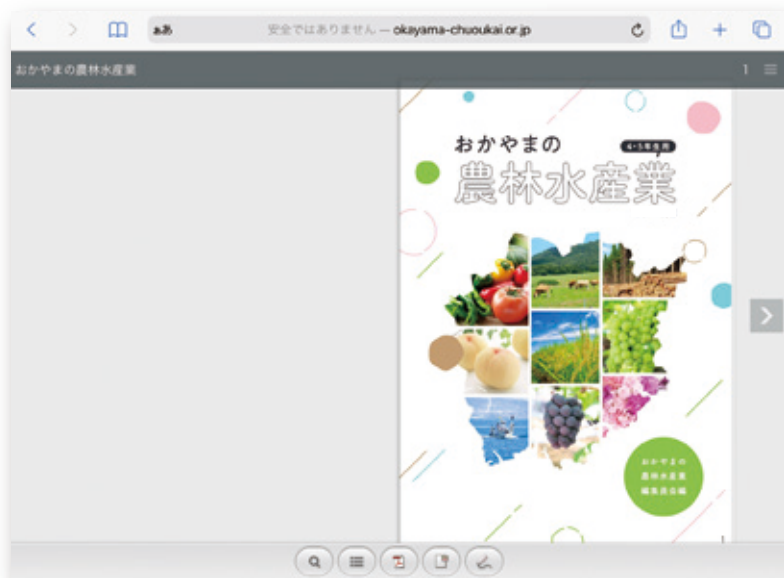 ぁあ
安全ではありません — okayama-chuoukai.or.jp
おかやまの農林水産業
1
おかやまの
4・5年生用
農林水産業
おかやまの
農林水産業
編集委員会編